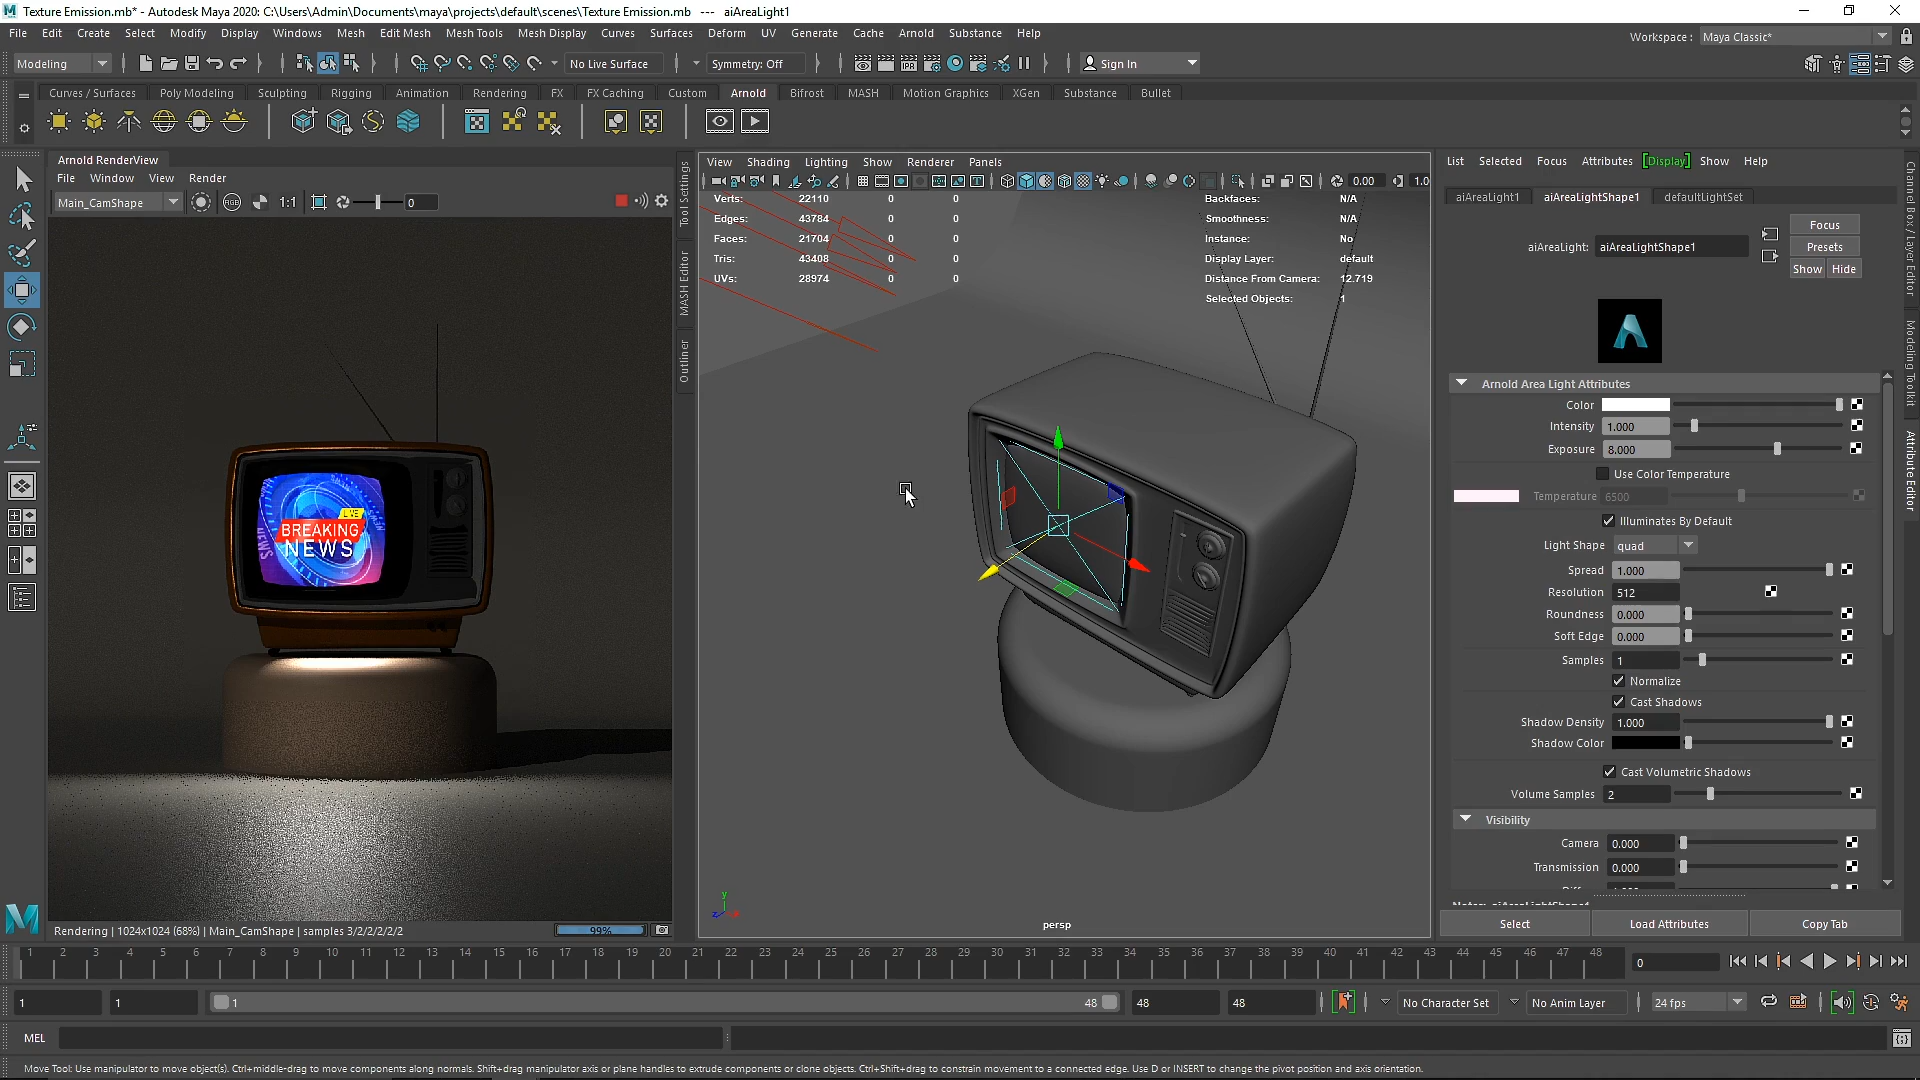 Texture Emission.mb* - Autodesk Maya 2020: C:\Users\Admin\Documents\maya\projects\default\scenes\Texture Emission.mb --- aiAreaLight1
File Edit Create Select Modify Display Windows Mesh Edit Mesh Mesh Tools Mesh Display Curves Surfaces Deform UV Generate Cache Arnold Substance Help
Workspace : Maya Classic*
Modeling No Live Surface Symmetry: Off Sign In
Curves / Surfaces Poly Modeling Sculpting Rigging Animation Rendering FX FX Caching Custom Arnold Bifrost MASH Motion Graphics XGen Substance Bullet
Arnold RenderView
File Window View Render
Main_CamShape RGB 1:1 0
LIVE
BREAKING
NEWS
NEWS
Rendering | 1024x1024 (68%) | Main_CamShape | samples 3/2/2/2/2/2 99%
Tool Settings
MASH Editor
Outliner
View Shading Lighting Show Renderer Panels
0.00 1.0
Verts: 22110 0 0
Edges: 43784 0 0
Faces: 21704 0 0
Tris: 43408 0 0
UVs: 28974 0 0
Backfaces: N/A
Smoothness: N/A
Instance: No
Display Layer: default
Distance From Camera: 12.719
Selected Objects: 1
y
z
persp
List Selected Focus Attributes Display Show Help
aiAreaLight1 aiAreaLightShape1 defaultLightSet
aiAreaLight: aiAreaLightShape1
Focus
Presets
Show Hide
Arnold Area Light Attributes
Color
Intensity 1.000
Exposure 8.000
Use Color Temperature
Temperature 6500
Illuminates By Default
Light Shape quad
Spread 1.000
Resolution 512
Roundness 0.000
Soft Edge 0.000
Samples 1
Normalize
Cast Shadows
Shadow Density 1.000
Shadow Color
Cast Volumetric Shadows
Volume Samples 2
Visibility
Camera 0.000
Transmission 0.000
Select Load Attributes Copy Tab
Channel Box / Layer Editor
Modeling Toolkit
Attribute Editor
1 2 3 4 5 6 7 8 9 10 11 12 13 14 15 16 17 18 19 20 21 22 23 24 25 26 27 28 29 30 31 32 33 34 35 36 37 38 39 40 41 42 43 44 45 46 47 48
0
1 1 1 48 48 48 No Character Set No Anim Layer 24 fps
MEL
Move Tool: Use manipulator to move object(s). Ctrl+middle-drag to move components along normals. Shift+drag manipulator axis or plane handles to extrude components or clone objects. Ctrl+Shift+drag to constrain movement to a connected edge. Use D or INSERT to change the pivot position and axis orientation.